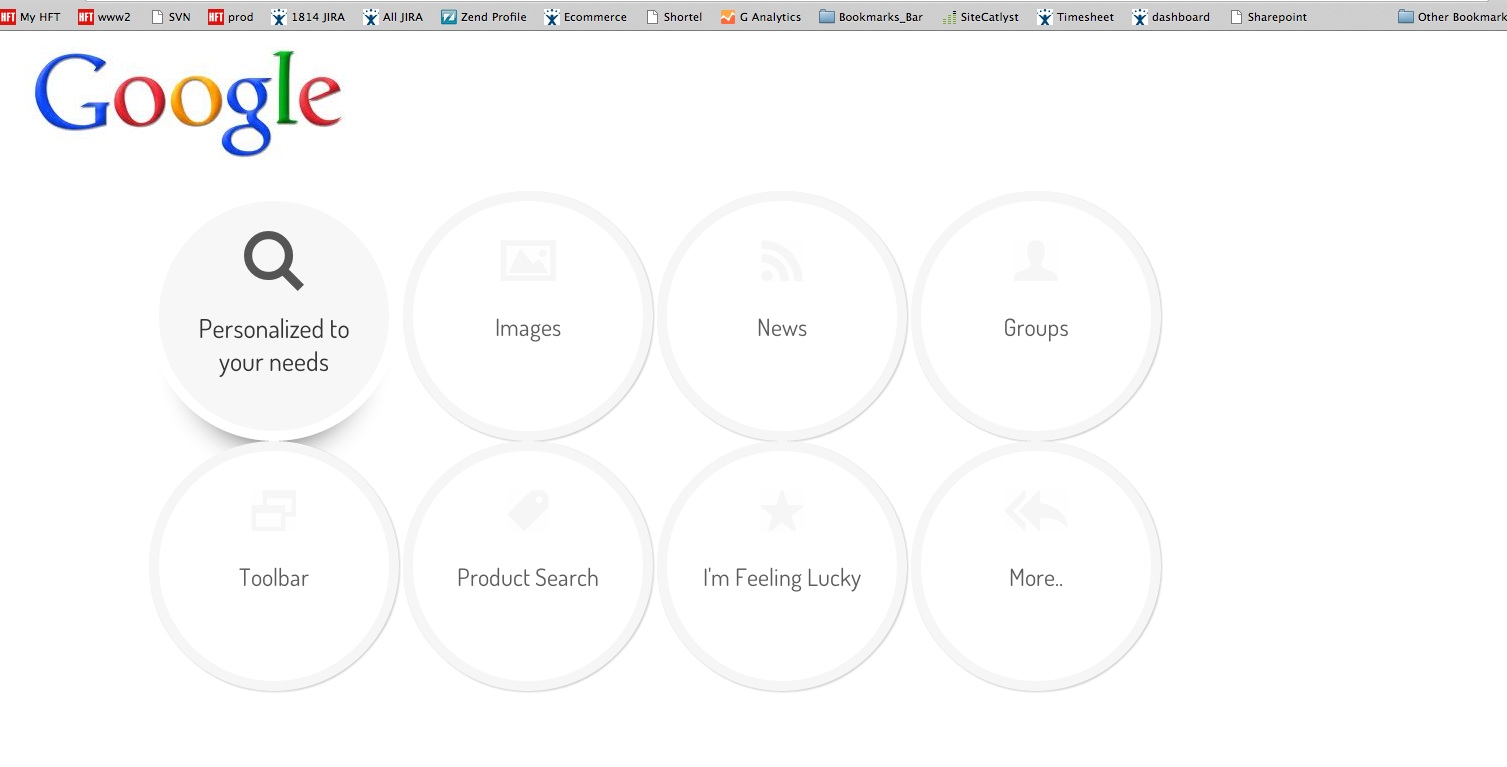 HFT My HFT HFT www2 SVN HFT prod 1814 JIRA All JIRA Zend Profile Ecommerce Shortel G Analytics Bookmarks_Bar SiteCatlyst Timesheet dashboard Sharepoint Other Bookmark
Google
Personalized to
your needs
Images
News
Groups
Toolbar
Product Search
I'm Feeling Lucky
More..